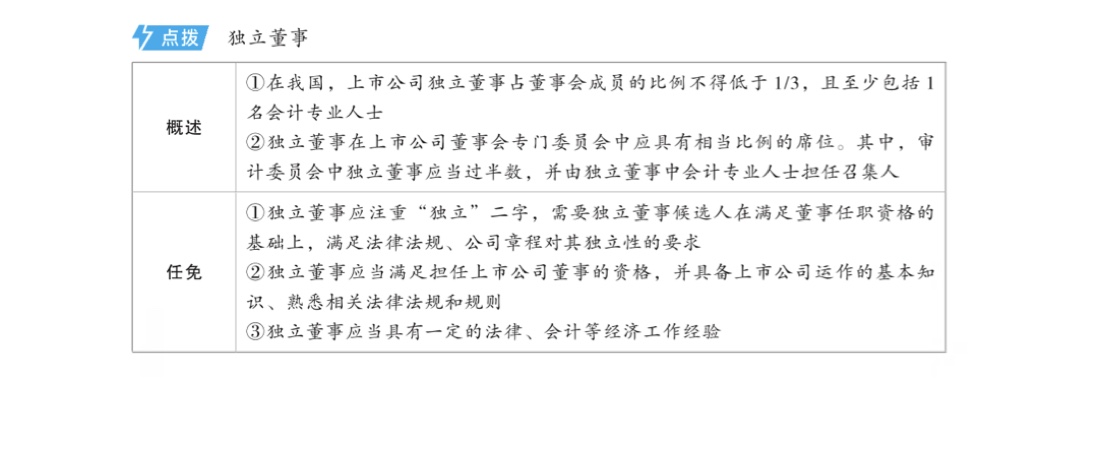 点拨 独立董事
①在我国，上市公司独立董事占董事会成员的比例不得低于 1/3，且至少包括 1
名会计专业人士
概述
②独立董事在上市公司董事会专门委员会中应具有相当比例的席位。其中，审
计委员会中独立董事应当过半数，并由独立董事中会计专业人士担任召集人
①独立董事应注重“独立”二字，需要独立董事候选人在满足董事任职资格的
基础上，满足法律法规、公司章程对其独立性的要求
任免
②独立董事应当满足担任上市公司董事的资格，并具备上市公司运作的基本知
识、熟悉相关法律法规和规则
③独立董事应当具有一定的法律、会计等经济工作经验